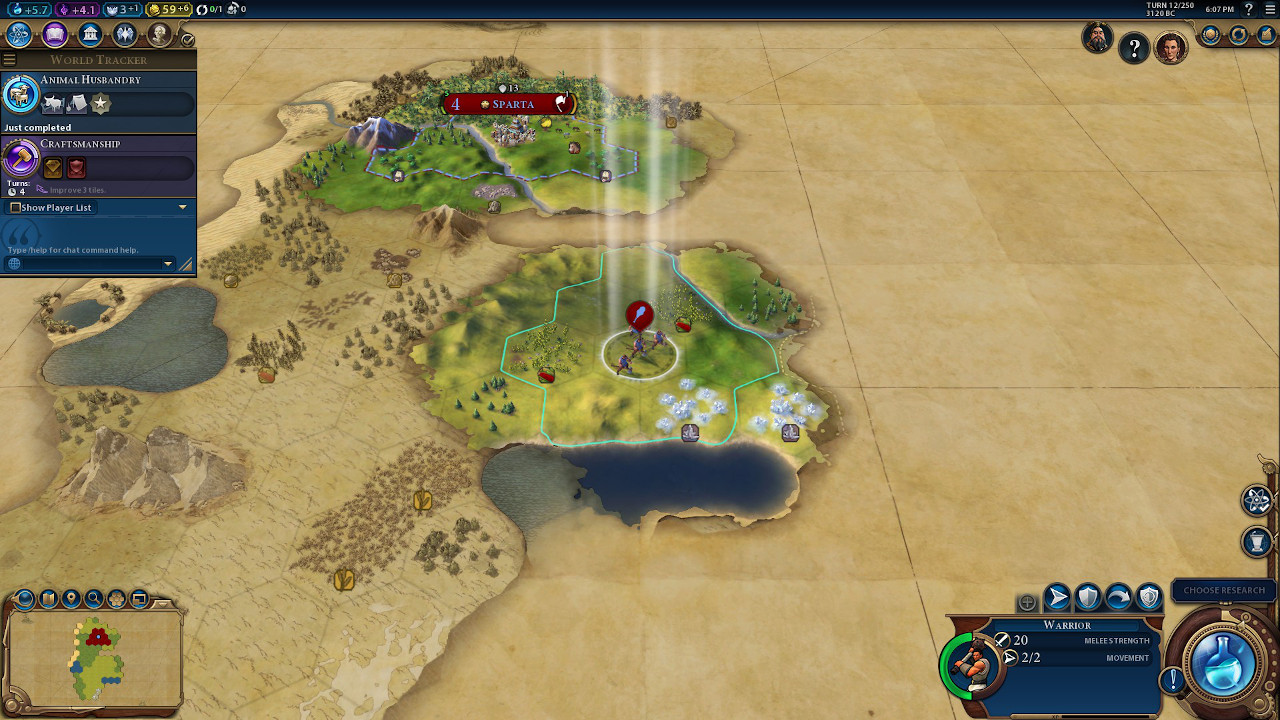 +5.7 +4.1 3 +1 59 +6 0/1 0
TURN 12/250
3120 BC
6:07 PM ?
WORLD TRACKER
ANIMAL HUSBANDRY
Just completed
CRAFTSMANSHIP
Turns:
4
Improve 3 tiles.
Show Player List
Type /help for chat command help.
13
4 SPARTA
?
CHOOSE RESEARCH
WARRIOR
20 MELEE STRENGTH
2/2 MOVEMENT